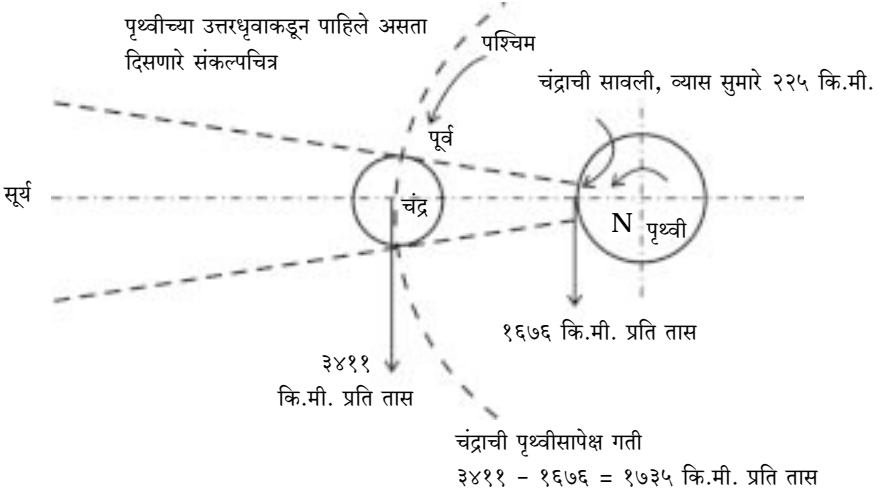 पृथ्वीच्या उत्तरधृवाकडून पाहिले असता
दिसणारे संकल्पचित्र
पश्चिम
चंद्राची सावली, व्यास सुमारे २२५ कि.मी.
पूर्व
सूर्य
चंद्र
N पृथ्वी
१६७६ कि.मी. प्रति तास
३४११
कि.मी. प्रति तास
चंद्राची पृथ्वीसापेक्ष गती
३४११ - १६७६ = १७३५ कि.मी. प्रति तास